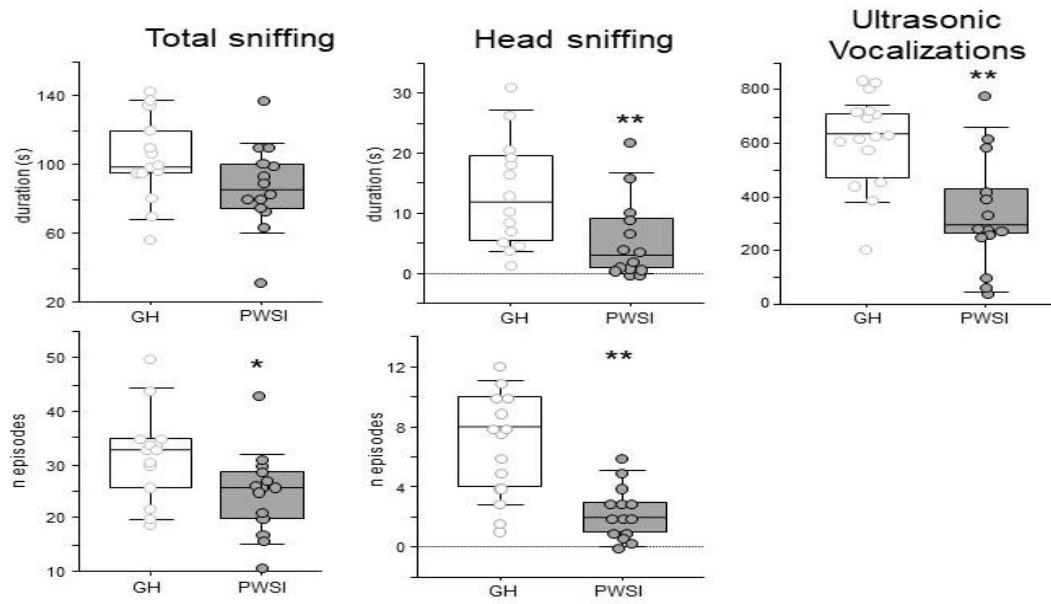 Total sniffing
Head sniffing
Ultrasonic
Vocalizations
140
100
60
20
duration (s)
GH
PWSI
30
20
10
0
duration (s)
**
GH
PWSI
800
600
400
200
0
**
GH
PWSI
50
40
30
20
10
n episodes
*
GH
PWSI
12
8
4
0
n episodes
**
GH
PWSI